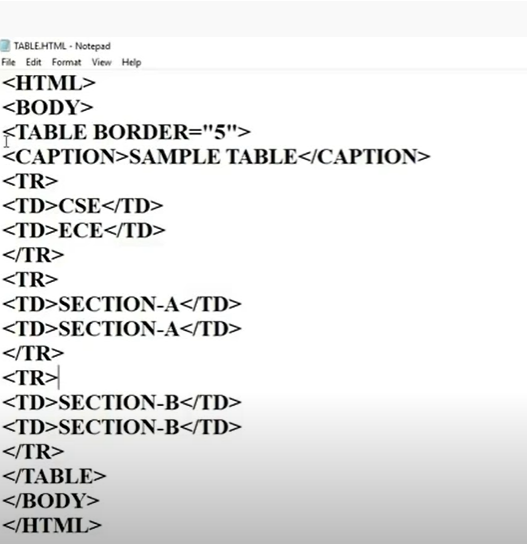 TABLE.HTML - Notepad
File Edit Format View Help
<HTML>
<BODY>
<TABLE BORDER="5">
<CAPTION>SAMPLE TABLE</CAPTION>
<TR>
<TD>CSE</TD>
<TD>ECE</TD>
</TR>
<TR>
<TD>SECTION-A</TD>
<TD>SECTION-A</TD>
</TR>
<TR>
<TD>SECTION-B</TD>
<TD>SECTION-B</TD>
</TR>
</TABLE>
</BODY>
</HTML>